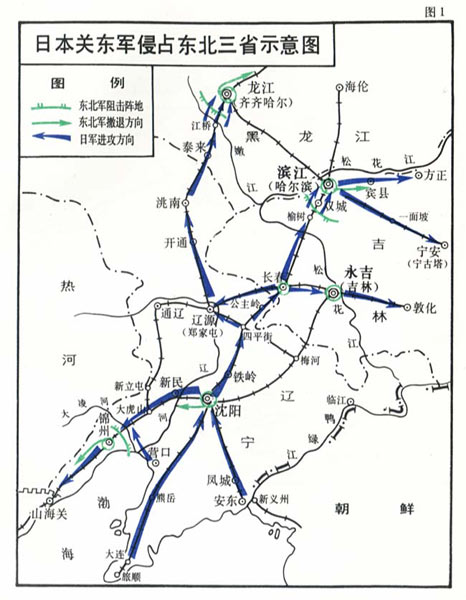 图1
日本关东军侵占东北三省示意图
图 例
东北军阻击阵地
东北军撤退方向
日军进攻方向
龙江
(齐齐哈尔)
海伦
江桥
黑龙江
嫩江
泰来
松花江
方正
滨江
(哈尔滨)
宾县
洮南
双城
榆树
一面坡
开通
吉林
宁安
(宁古塔)
长春
松花江
永吉
(吉林)
热河
通辽
公主岭
辽源
(郑家屯)
敦化
四平街
梅河
辽河
新立屯
新民
铁岭
辽宁
临江
大凌河
大虎山
沈阳
鸭绿江
锦州
营口
凤城
山海关
渤海
熊岳
安东
新义州
朝鲜
大连
旅顺